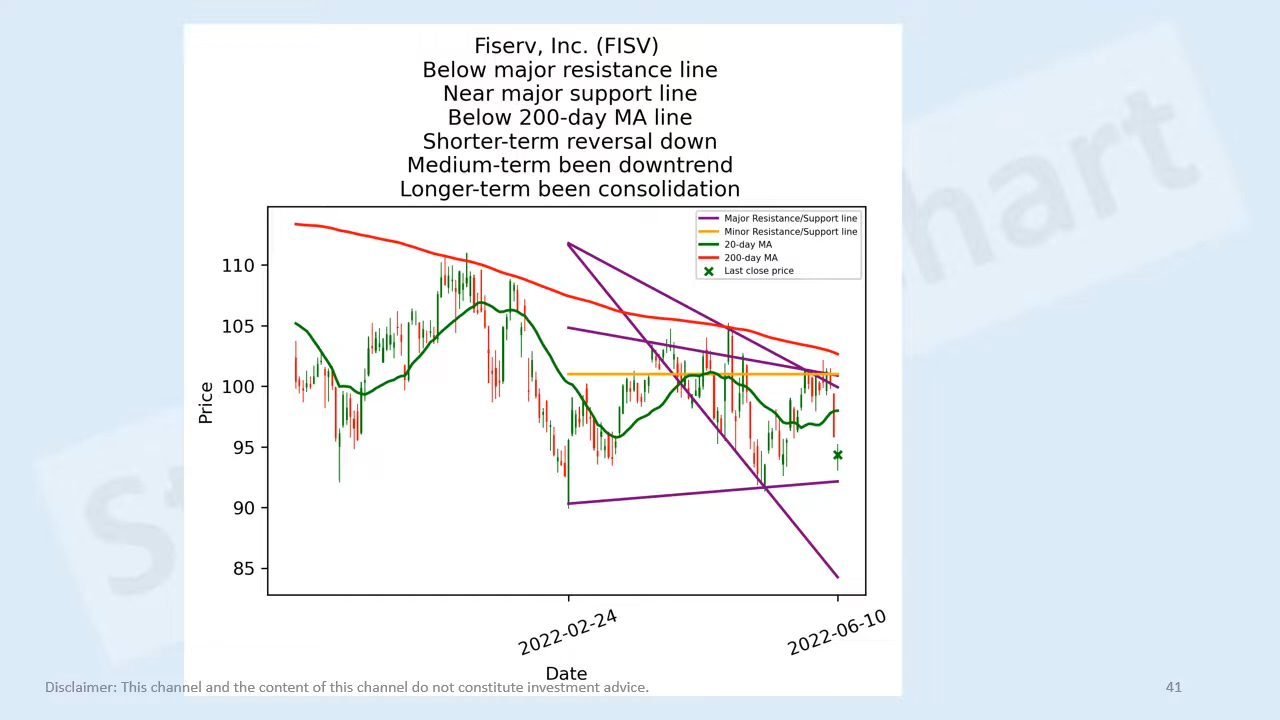 Fiserv, Inc. (FISV)
Below major resistance line
Near major support line
Below 200-day MA line
Shorter-term reversal down
Medium-term been downtrend
Longer-term been consolidation
Major Resistance/Support line
Minor Resistance/Support line
20-day MA
200-day MA
Last close price
110
105
100
95
90
85
Price
2022-02-24
2022-06-10
Date
Disclaimer: This channel and the content of this channel do not constitute investment advice.
41